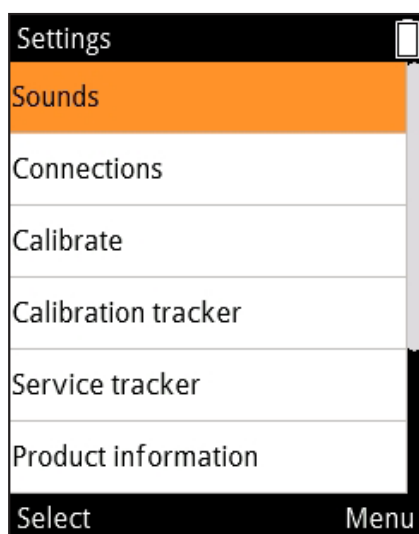 Settings
Sounds
Connections
Calibrate
Calibration tracker
Service tracker
Product information
Select Menu